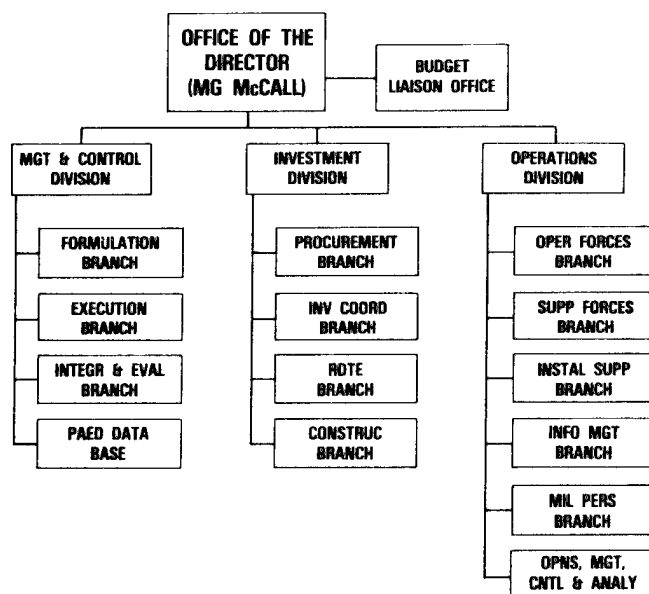 OFFICE OF THE
DIRECTOR
(MG McCALL)
BUDGET
LIAISON OFFICE
MGT & CONTROL
DIVISION
FORMULATION
BRANCH
EXECUTION
BRANCH
INTEGR & EVAL
BRANCH
PAED DATA
BASE
INVESTMENT
DIVISION
PROCUREMENT
BRANCH
INV COORD
BRANCH
RDTE
BRANCH
CONSTRUC
BRANCH
OPERATIONS
DIVISION
OPER FORCES
BRANCH
SUPP FORCES
BRANCH
INSTAL SUPP
BRANCH
INFO MGT
BRANCH
MIL PERS
BRANCH
OPNS, MGT,
CNTL & ANALY